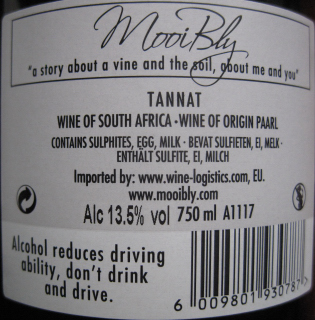 MooiBly
"a story about a vine and the soil, about me and you"
TANNAT
WINE OF SOUTH AFRICA · WINE OF ORIGIN PAARL
CONTAINS SULPHITES, EGG, MILK · BEVAT SULFIETEN, EI, MELK ·
ENTHÄLT SULFITE, EI, MILCH
Imported by: www.wine-logistics.com, EU.
www.mooibly.com
Alc 13.5% vol 750 ml A1117
Alcohol reduces driving
ability, don't drink
and drive.
6 009801 930787